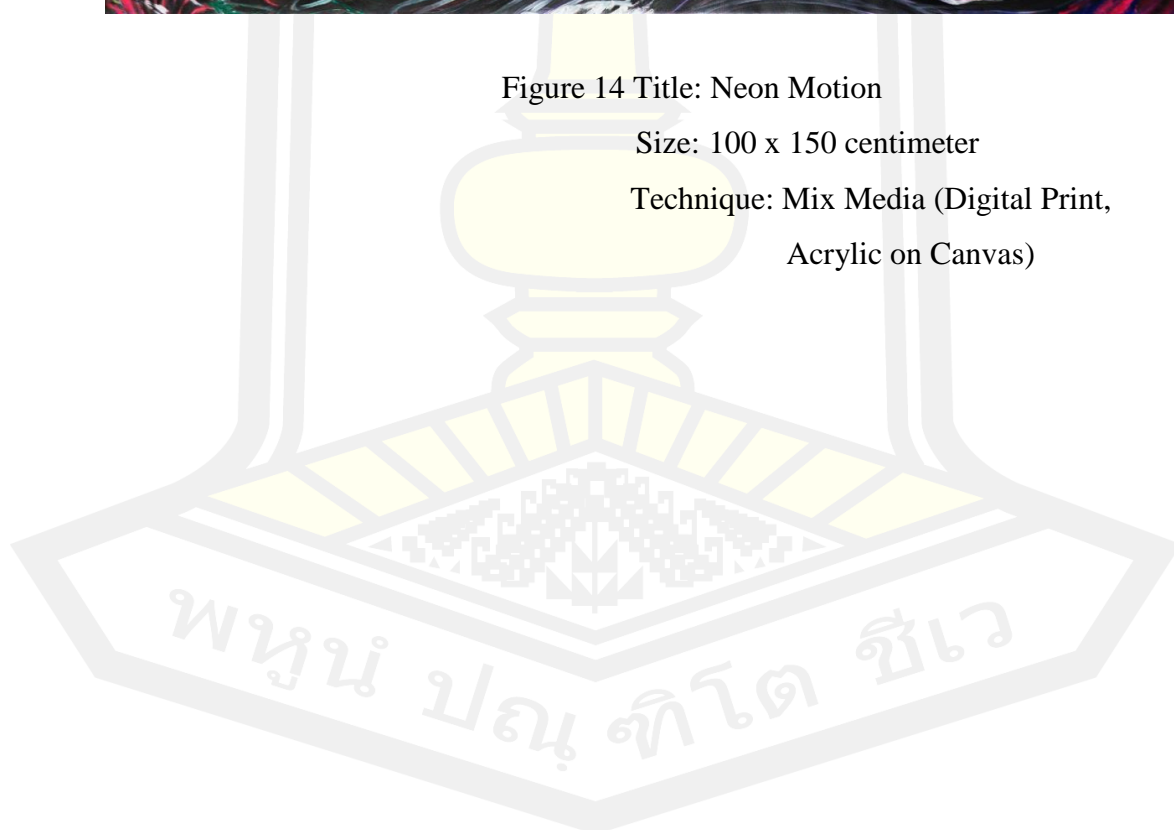 Figure 14 Title: Neon Motion
Size: 100 x 150 centimeter
Technique: Mix Media (Digital Print,
Acrylic on Canvas)
พหูนํ ปณฺฑิโต ชีเว